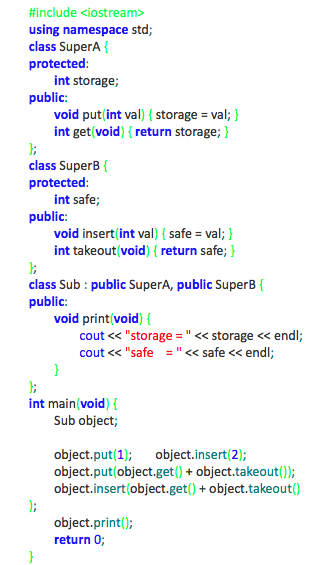 #include <iostream>
using namespace std;
class SuperA {
protected:
int storage;
public:
void put(int val) { storage = val; }
int get(void) { return storage; }
};
class SuperB {
protected:
int safe;
public:
void insert(int val) { safe = val; }
int takeout(void) { return safe; }
};
class Sub : public SuperA, public SuperB {
public:
void print(void) {
cout << "storage = " << storage << endl;
cout << "safe    = " << safe << endl;
}
};
int main(void) {
Sub object;
object.put(1);      object.insert(2);
object.put(object.get() + object.takeout());
object.insert(object.get() + object.takeout()
);
object.print();
return 0;
}